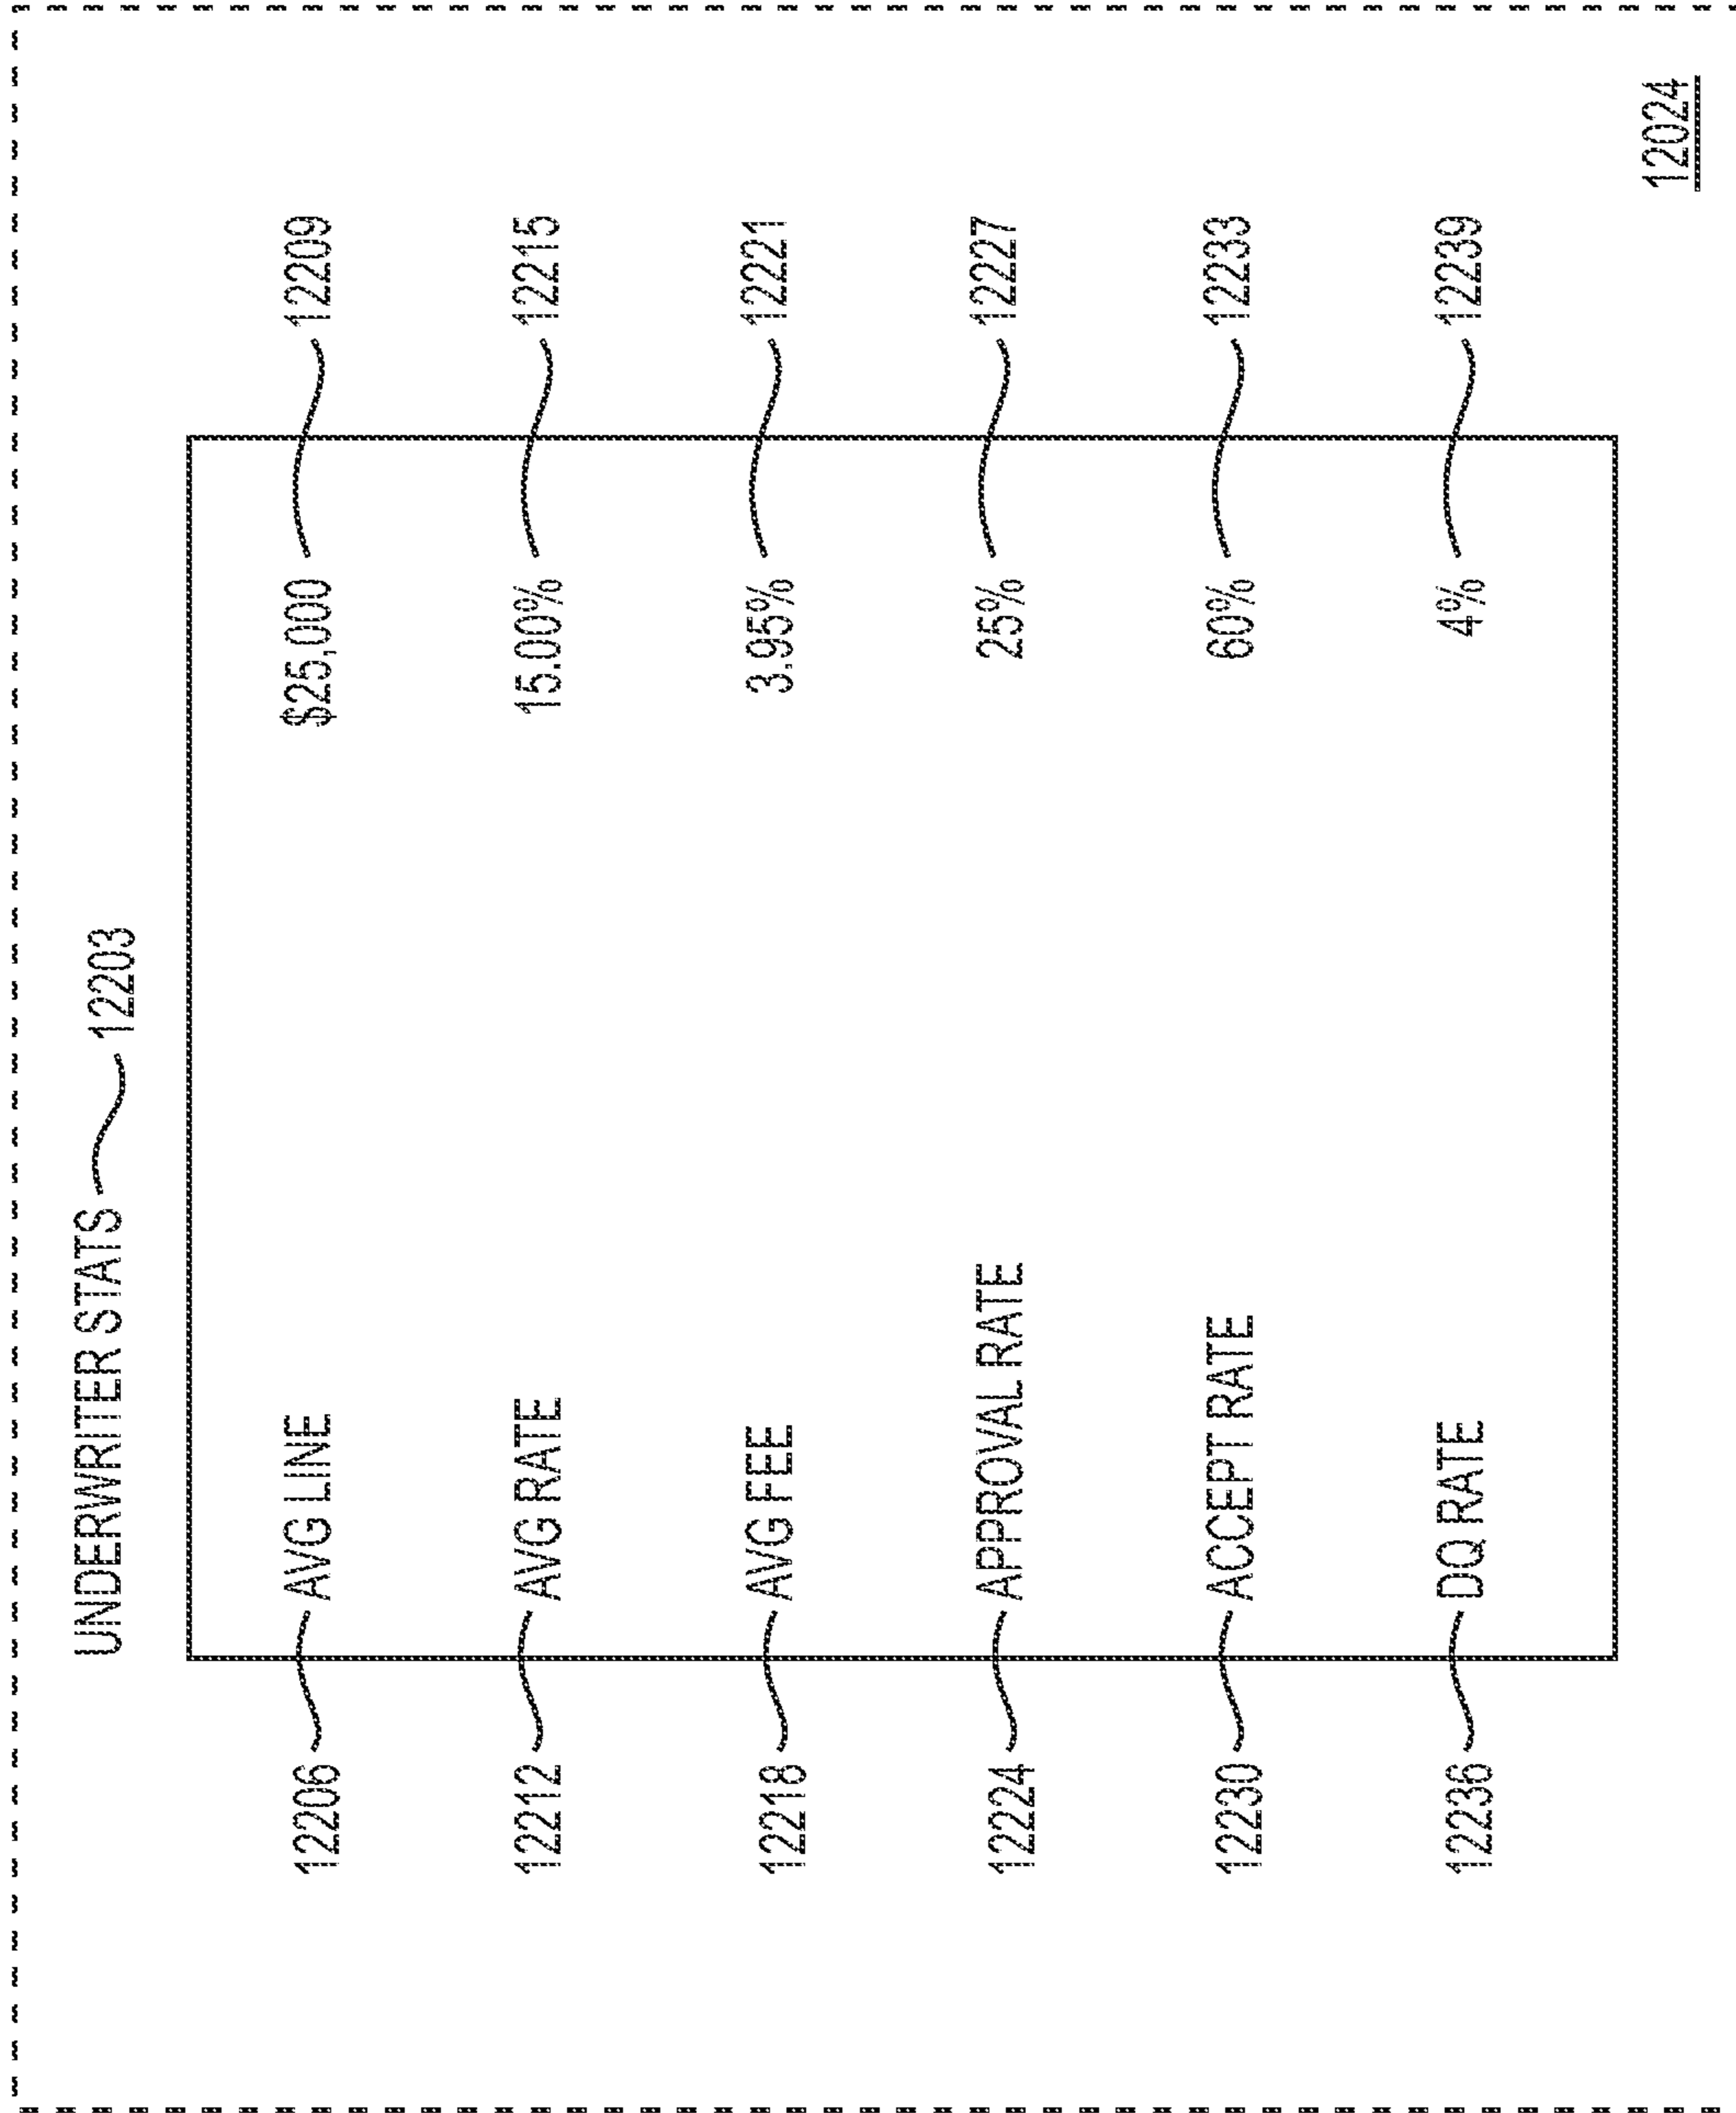 UNDERWRITER STATS 12203
12206 AVG LINE $25,000 12209
12212 AVG RATE 15.00% 12215
12218 AVG FEE 3.95% 12221
12224 APPROVAL RATE 25% 12227
12230 ACCEPT RATE 60% 12233
12236 DQ RATE 4% 12239
12024